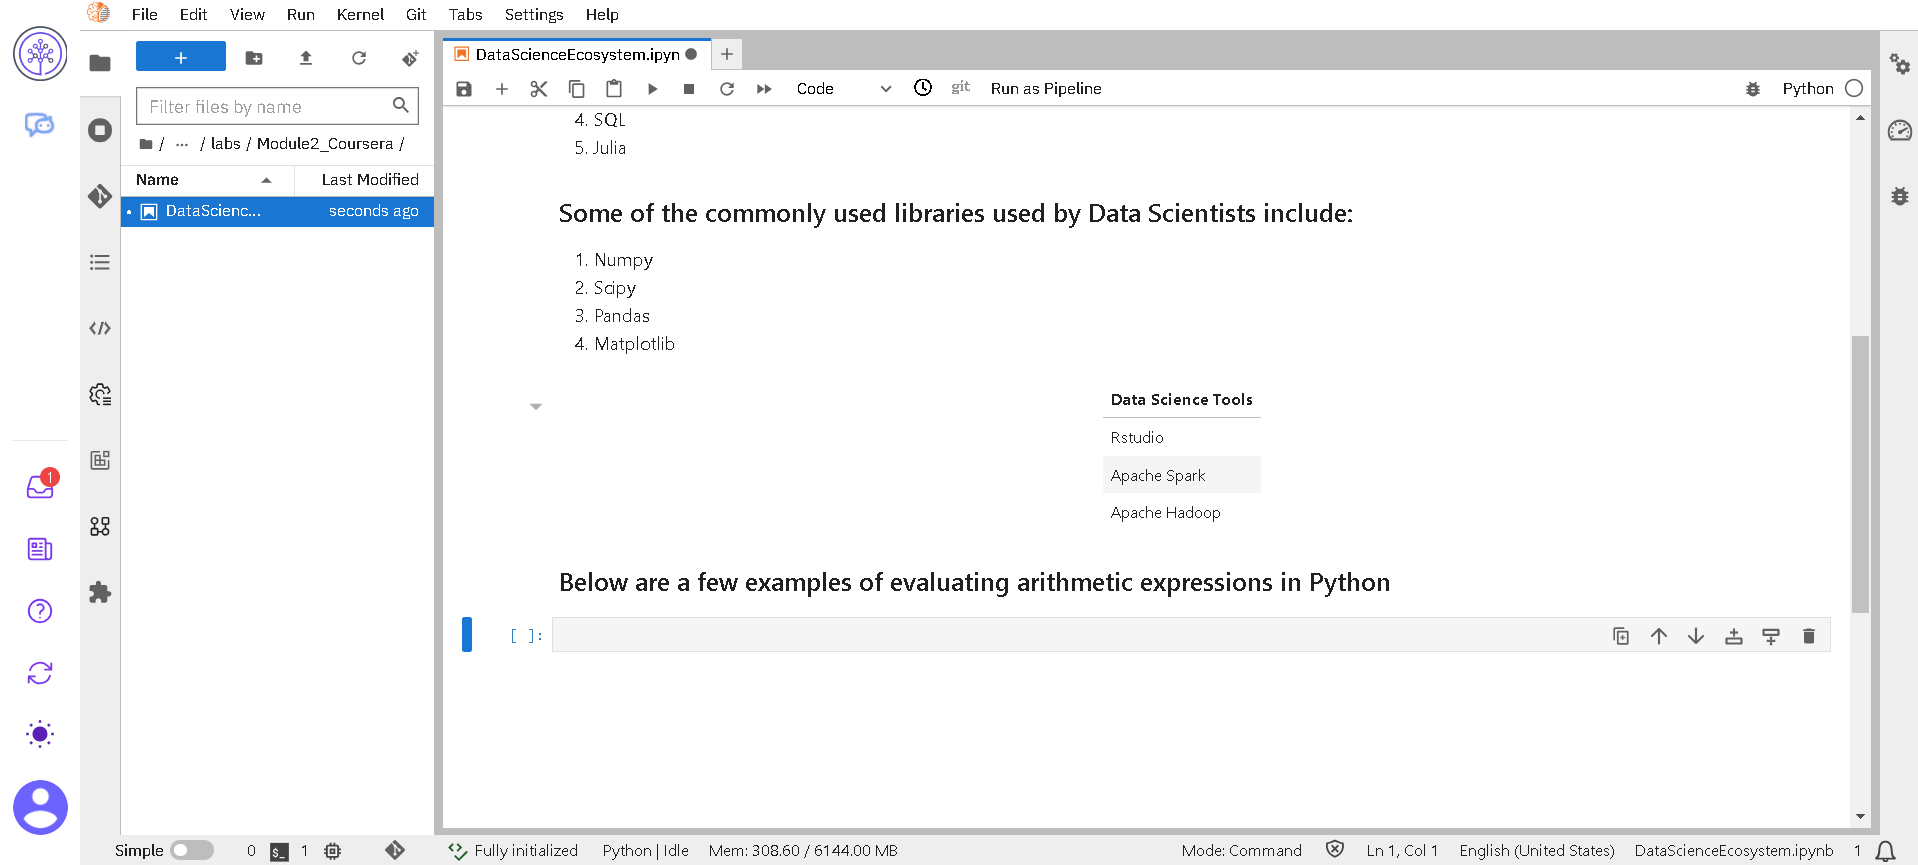 File Edit View Run Kernel Git Tabs Settings Help
+
Filter files by name
/ ... / labs / Module2_Coursera /
Name Last Modified
DataScienc... seconds ago
1
DataScienceEcosystem.ipyn
+
Code
git
Run as Pipeline
Python
4. SQL
5. Julia
Some of the commonly used libraries used by Data Scientists include:
1. Numpy
2. Scipy
3. Pandas
4. Matplotlib
Data Science Tools
Rstudio
Apache Spark
Apache Hadoop
Below are a few examples of evaluating arithmetic expressions in Python
[ ]:
Simple 0 $_ 1 Fully initialized Python | Idle Mem: 308.60 / 6144.00 MB Mode: Command Ln 1, Col 1 English (United States) DataScienceEcosystem.ipynb 1